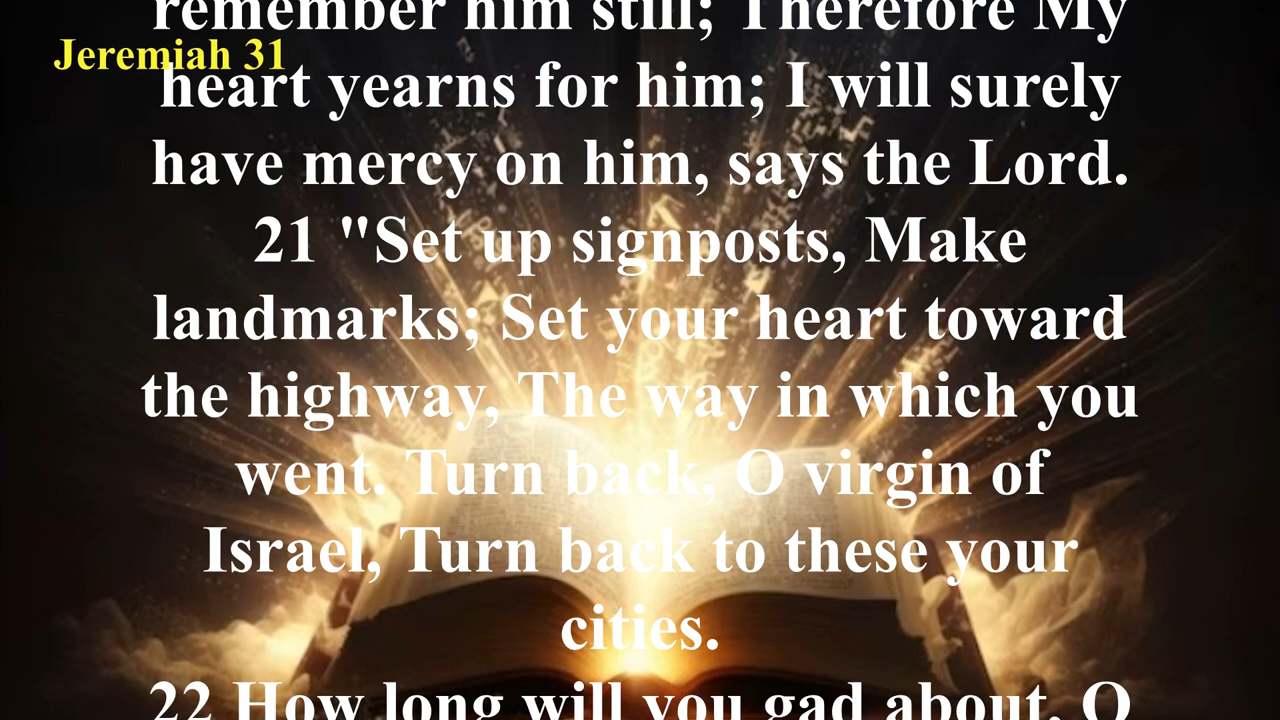 remember him still; Therefore My
Jeremiah 31
heart yearns for him; I will surely
have mercy on him, says the Lord.
21 "Set up signposts, Make
landmarks; Set your heart toward
the highway, The way in which you
went. Turn back, O virgin of
Israel, Turn back to these your
cities.
22 How long will you gad about, O